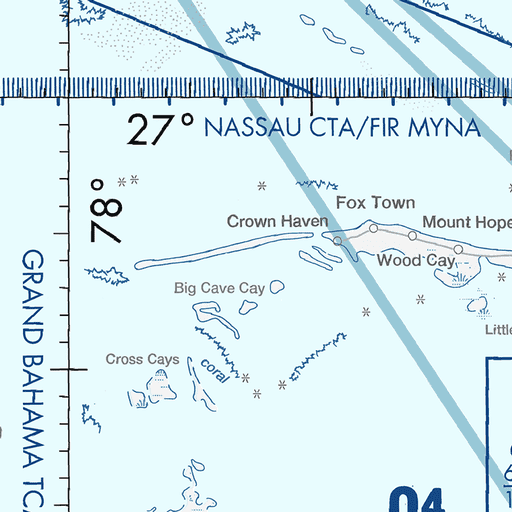 27° NASSAU CTA/FIR MYNA
78°
Fox Town
Crown Haven
Mount Hope
Wood Cay
Big Cave Cay
Little
Cross Cays
coral
GRAND BAHAMA TC
04